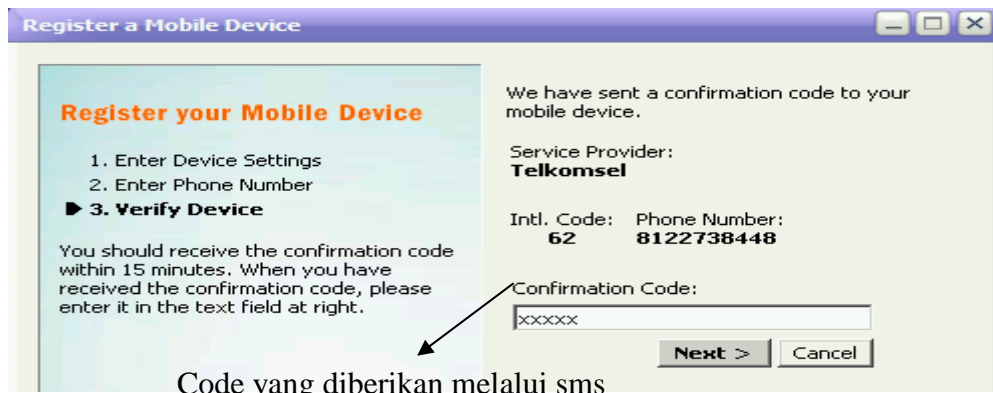 Register a Mobile Device
Register your Mobile Device
1. Enter Device Settings
2. Enter Phone Number
3. Verify Device
You should receive the confirmation code
within 15 minutes. When you have
received the confirmation code, please
enter it in the text field at right.
We have sent a confirmation code to your
mobile device.
Service Provider:
Telkomsel
Intl. Code: Phone Number:
62 8122738448
Confirmation Code:
xxxxx
Next > Cancel
Code yang diberikan melalui sms